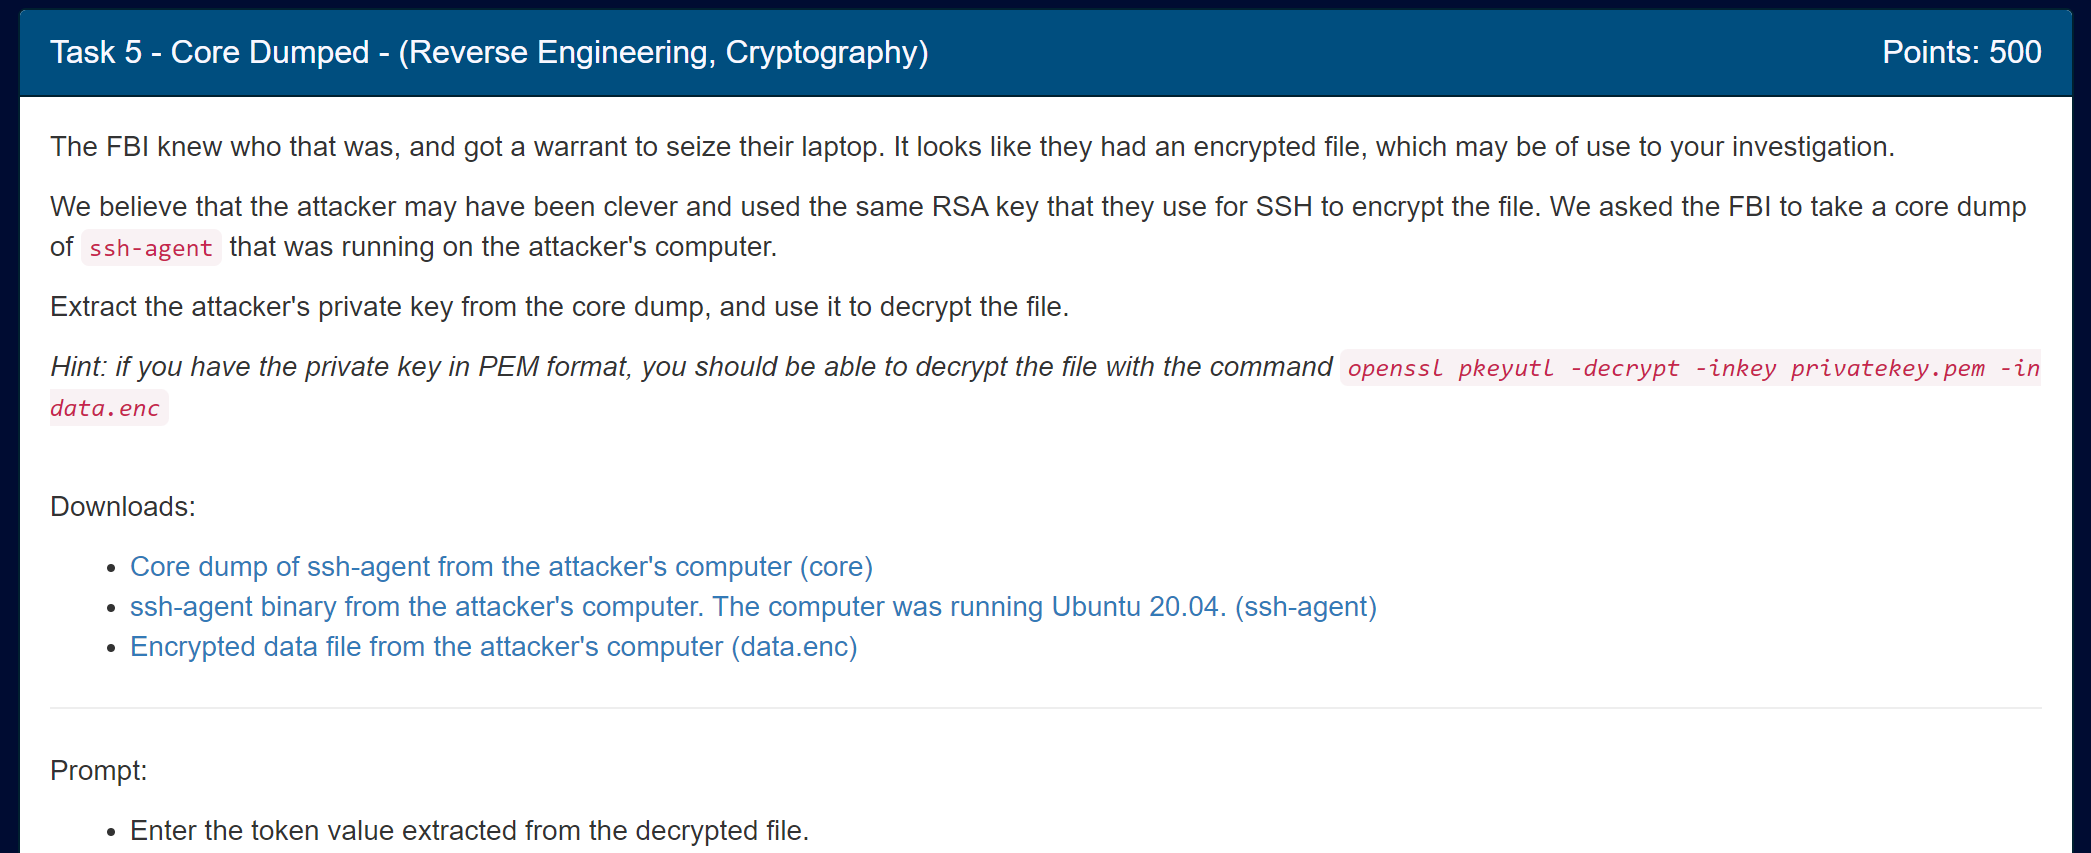 Task 5 - Core Dumped - (Reverse Engineering, Cryptography)
Points: 500
The FBI knew who that was, and got a warrant to seize their laptop. It looks like they had an encrypted file, which may be of use to your investigation.
We believe that the attacker may have been clever and used the same RSA key that they use for SSH to encrypt the file. We asked the FBI to take a core dump
of ssh-agent that was running on the attacker's computer.
Extract the attacker's private key from the core dump, and use it to decrypt the file.
Hint: if you have the private key in PEM format, you should be able to decrypt the file with the command openssl pkeyutl -decrypt -inkey privatekey.pem -in
data.enc
Downloads:
• Core dump of ssh-agent from the attacker's computer (core)
• ssh-agent binary from the attacker's computer. The computer was running Ubuntu 20.04. (ssh-agent)
• Encrypted data file from the attacker's computer (data.enc)
Prompt:
• Enter the token value extracted from the decrypted file.